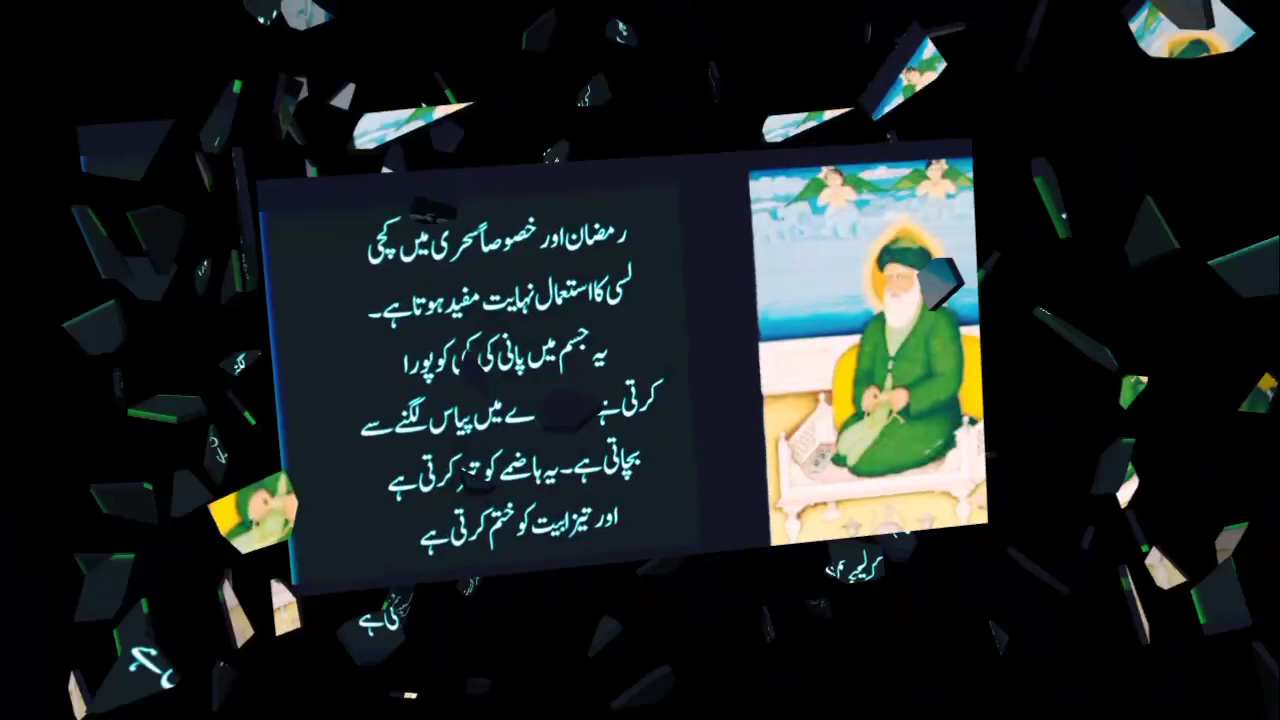 رمضان اور خصوصاً سحری میں کچی
لسی کا استعمال نہایت مفید ہوتا ہے۔
یہ جسم میں پانی کی کو پورا
کرتی میں پیاس لگنے سے
بچاتی ہے۔ یہ ہاضمے کو کرتی ہے
اور تیزابیت کو ختم کرتی ہے